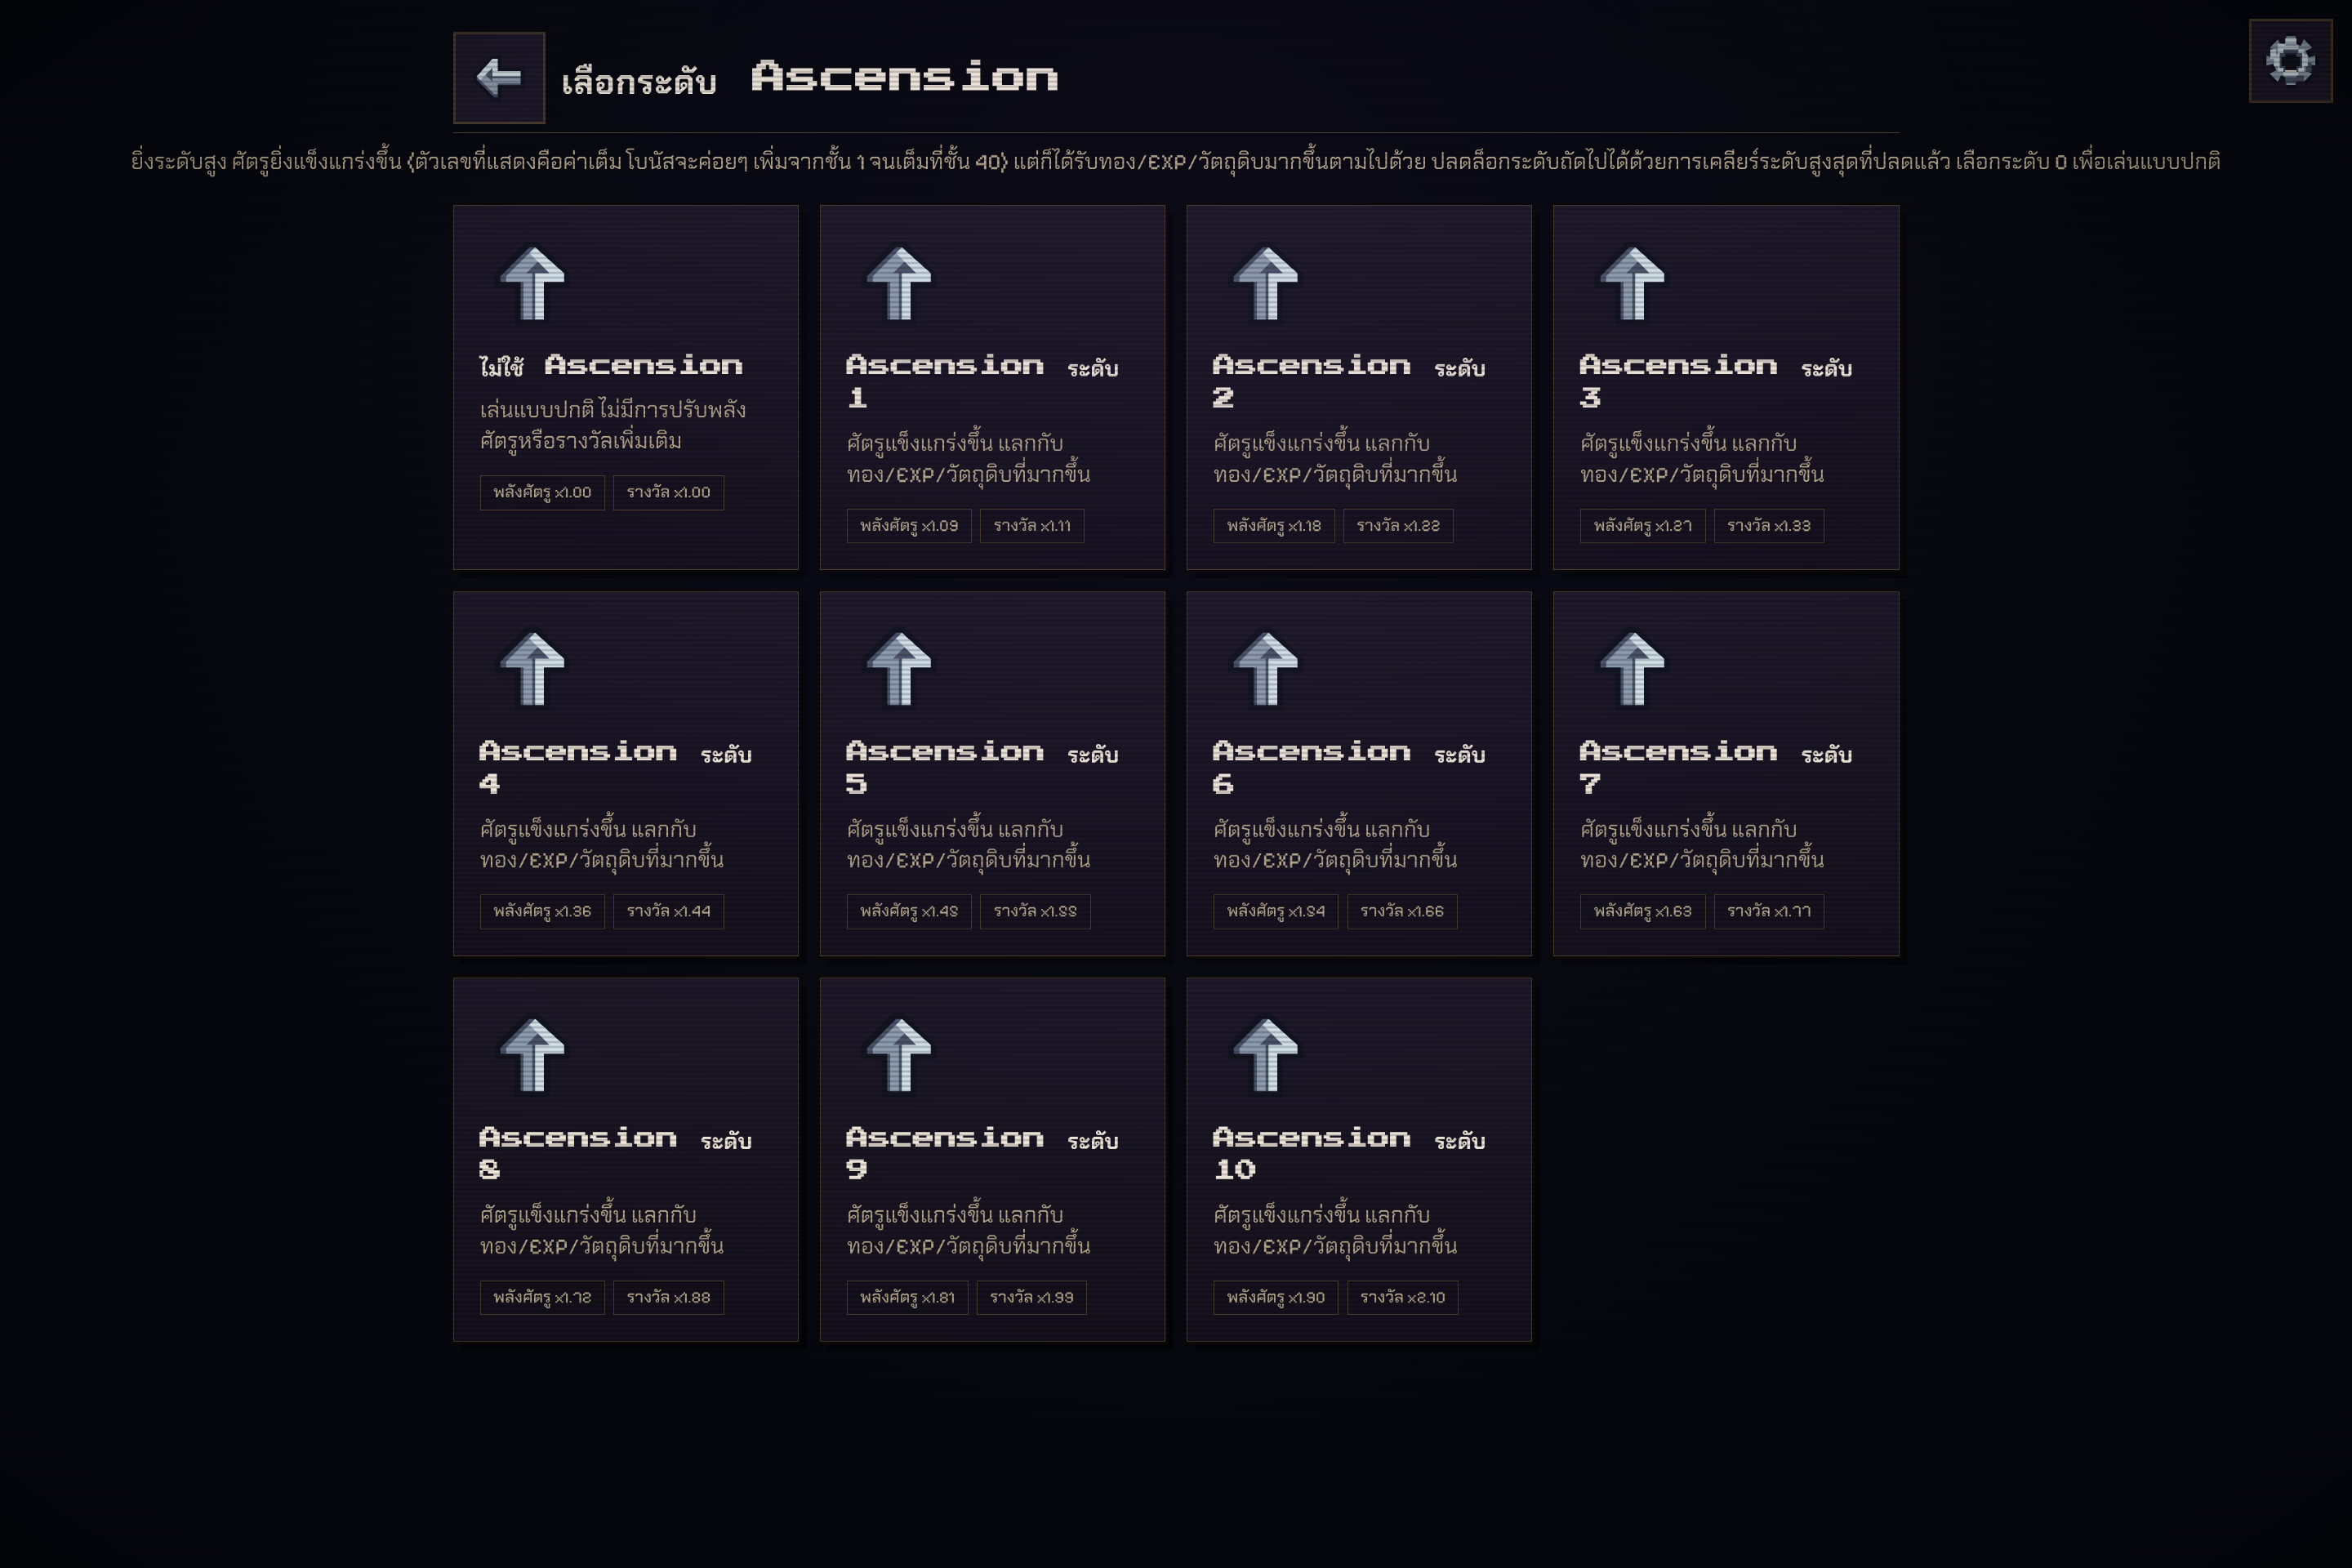 เลือกระดับ Ascension
ยิ่งระดับสูง ศัตรูยิ่งแข็งแกร่งขึ้น (ตัวเลขที่แสดงคือค่าเต็ม โบนัสจะค่อยๆ เพิ่มจากชั้น 1 จนเต็มที่ชั้น 40) แต่ก็ได้รับทอง/EXP/วัตถุดิบมากขึ้นตามไปด้วย ปลดล็อกระดับถัดไปได้ด้วยการเคลียร์ระดับสูงสุดที่ปลดแล้ว เลือกระดับ 0 เพื่อเล่นแบบปกติ
ไม่ใช้ Ascension
เล่นแบบปกติ ไม่มีการปรับพลัง
ศัตรูหรือรางวัลเพิ่มเติม
พลังศัตรู x1.00 รางวัล x1.00
Ascension ระดับ
1
ศัตรูแข็งแกร่งขึ้น แลกกับ
ทอง/EXP/วัตถุดิบที่มากขึ้น
พลังศัตรู x1.09 รางวัล x1.11
Ascension ระดับ
2
ศัตรูแข็งแกร่งขึ้น แลกกับ
ทอง/EXP/วัตถุดิบที่มากขึ้น
พลังศัตรู x1.18 รางวัล x1.22
Ascension ระดับ
3
ศัตรูแข็งแกร่งขึ้น แลกกับ
ทอง/EXP/วัตถุดิบที่มากขึ้น
พลังศัตรู x1.27 รางวัล x1.33
Ascension ระดับ
4
ศัตรูแข็งแกร่งขึ้น แลกกับ
ทอง/EXP/วัตถุดิบที่มากขึ้น
พลังศัตรู x1.36 รางวัล x1.44
Ascension ระดับ
5
ศัตรูแข็งแกร่งขึ้น แลกกับ
ทอง/EXP/วัตถุดิบที่มากขึ้น
พลังศัตรู x1.45 รางวัล x1.55
Ascension ระดับ
6
ศัตรูแข็งแกร่งขึ้น แลกกับ
ทอง/EXP/วัตถุดิบที่มากขึ้น
พลังศัตรู x1.54 รางวัล x1.66
Ascension ระดับ
7
ศัตรูแข็งแกร่งขึ้น แลกกับ
ทอง/EXP/วัตถุดิบที่มากขึ้น
พลังศัตรู x1.63 รางวัล x1.77
Ascension ระดับ
8
ศัตรูแข็งแกร่งขึ้น แลกกับ
ทอง/EXP/วัตถุดิบที่มากขึ้น
พลังศัตรู x1.72 รางวัล x1.88
Ascension ระดับ
9
ศัตรูแข็งแกร่งขึ้น แลกกับ
ทอง/EXP/วัตถุดิบที่มากขึ้น
พลังศัตรู x1.81 รางวัล x1.99
Ascension ระดับ
10
ศัตรูแข็งแกร่งขึ้น แลกกับ
ทอง/EXP/วัตถุดิบที่มากขึ้น
พลังศัตรู x1.90 รางวัล x2.10